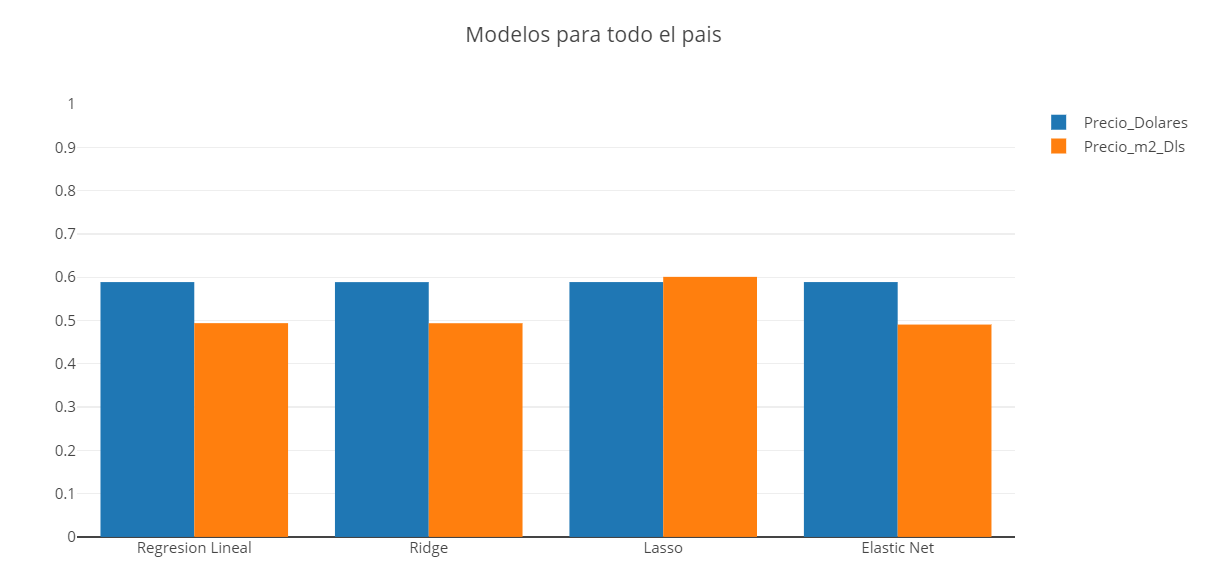 Modelos para todo el pais
1
0.9
0.8
0.7
0.6
0.5
0.4
0.3
0.2
0.1
0
Regresion Lineal
Ridge
Lasso
Elastic Net
Precio_Dolares
Precio_m2_Dls